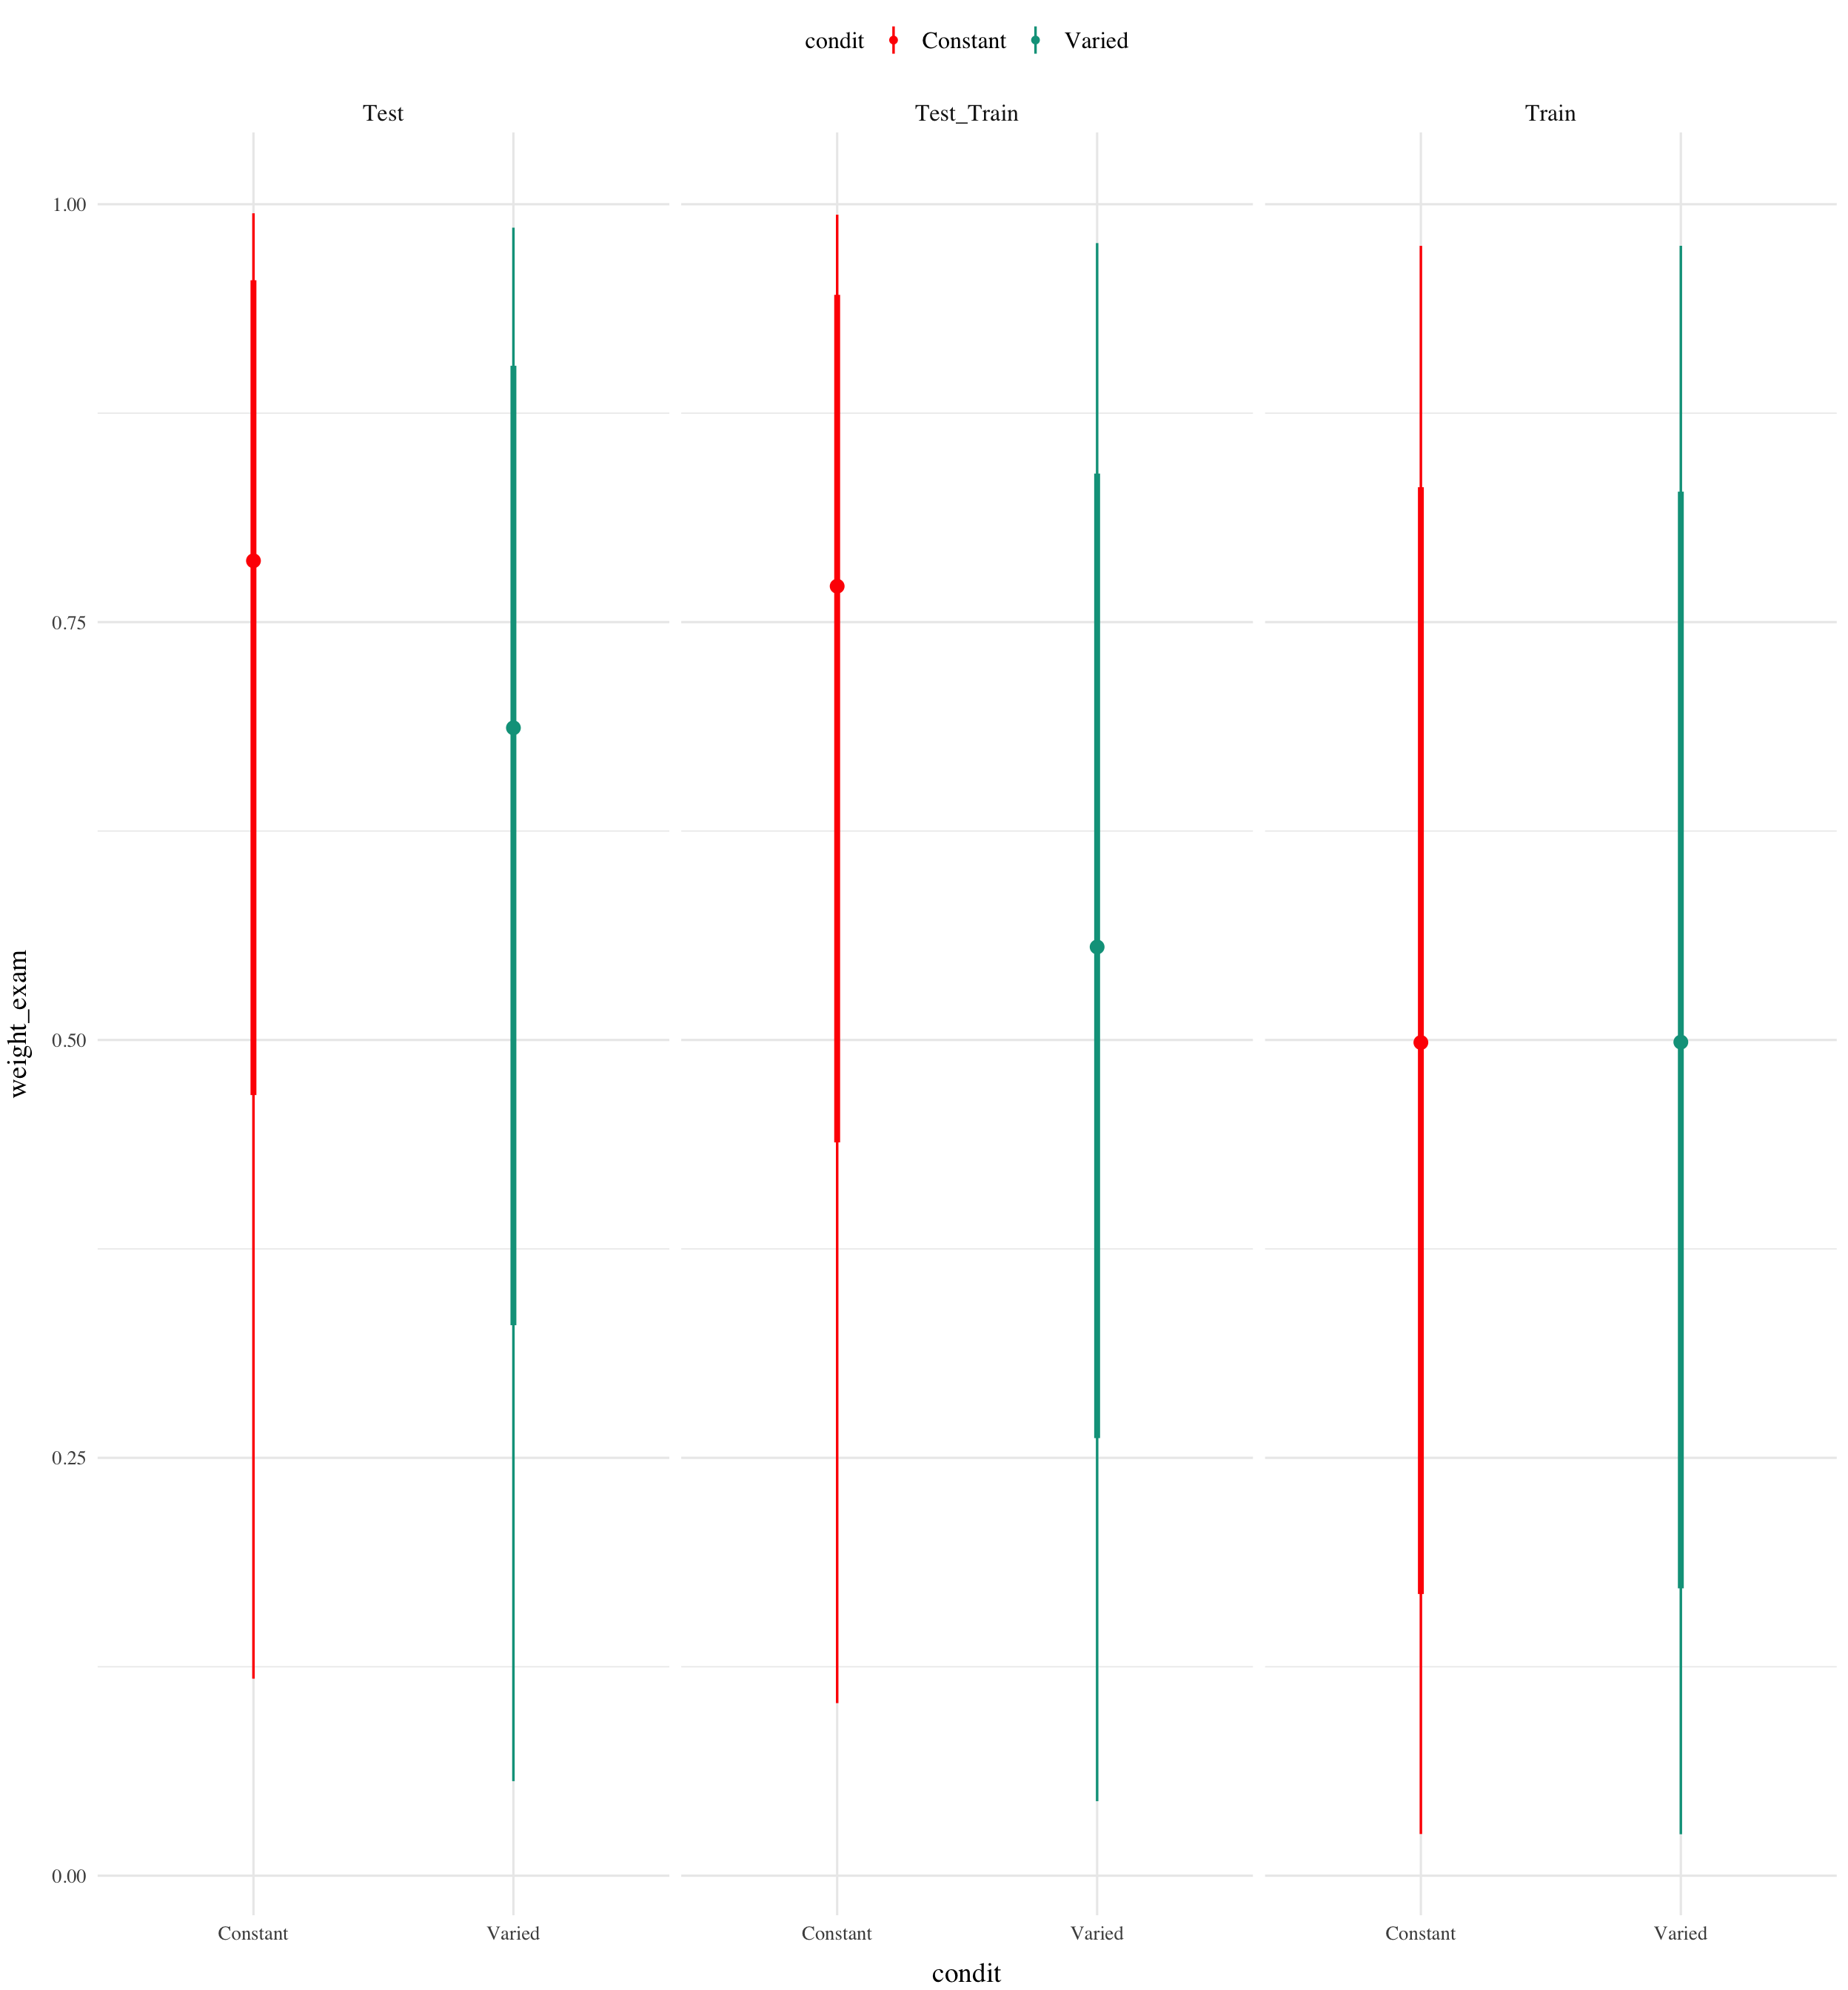 condit Constant Varied
Test Test_Train Train
1.00
0.75
0.50
0.25
0.00
weight_exam
Constant Varied Constant Varied Constant Varied
condit